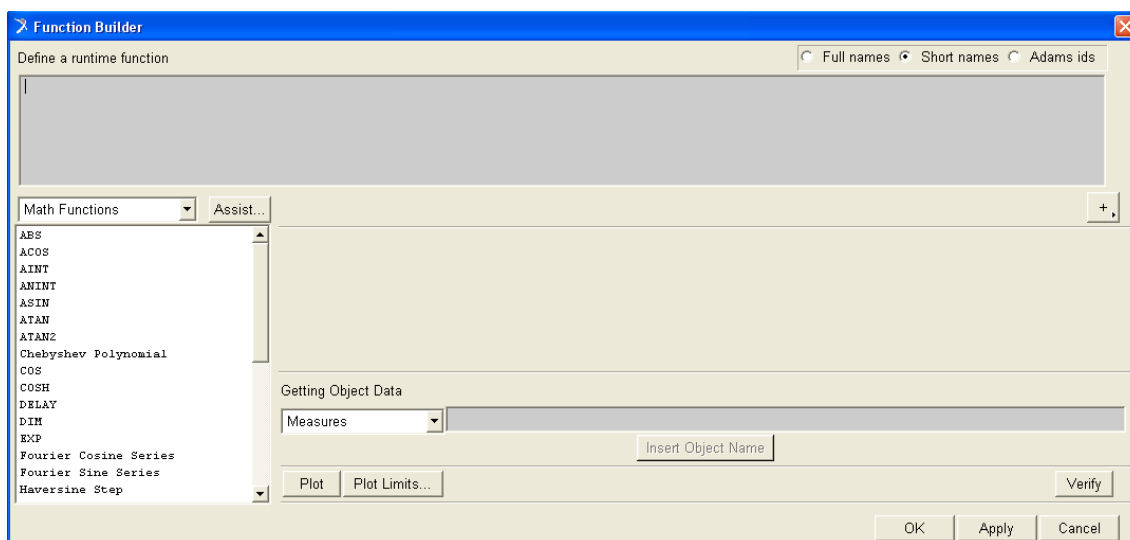 Function Builder
Define a runtime function
Full names Short names Adams ids
Math Functions Assist... +
ABS
ACOS
AINT
ANINT
ASIN
ATAN
ATAN2
Chebyshev Polynomial
COS
COSH
DELAY
DIM
EXP
Fourier Cosine Series
Fourier Sine Series
Haversine Step
Getting Object Data
Measures
Insert Object Name
Plot Plot Limits... Verify
OK Apply Cancel